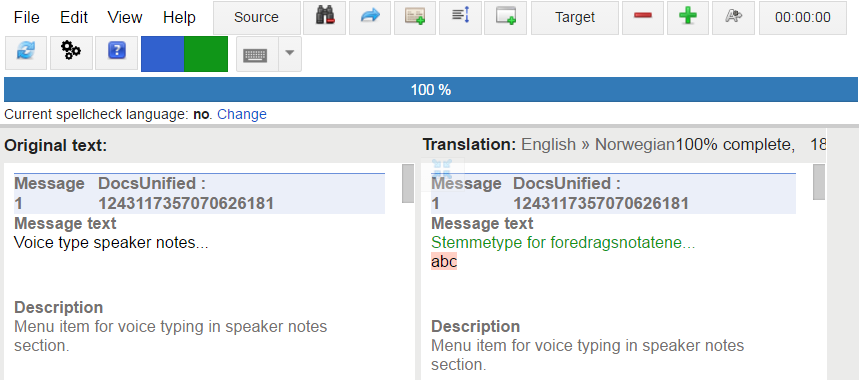 File Edit View Help Source Target 00:00:00
100 %
Current spellcheck language: no. Change
Original text:
Translation: English » Norwegian100% complete, 18
Message DocsUnified :
1 1243117357070626181
Message text
Voice type speaker notes...
Description
Menu item for voice typing in speaker notes
section.
Message DocsUnified :
1 1243117357070626181
Message text
Stemmetype for foredragsnotatene...
abc
Description
Menu item for voice typing in speaker notes
section.